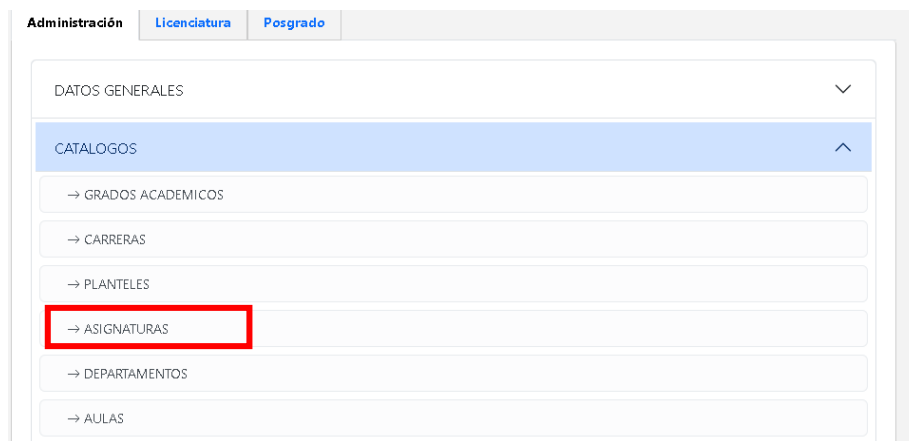 Administración Licenciatura Posgrado
DATOS GENERALES
CATALOGOS
→ GRADOS ACADEMICOS
→ CARRERAS
→ PLANTELES
→ ASIGNATURAS
→ DEPARTAMENTOS
→ AULAS